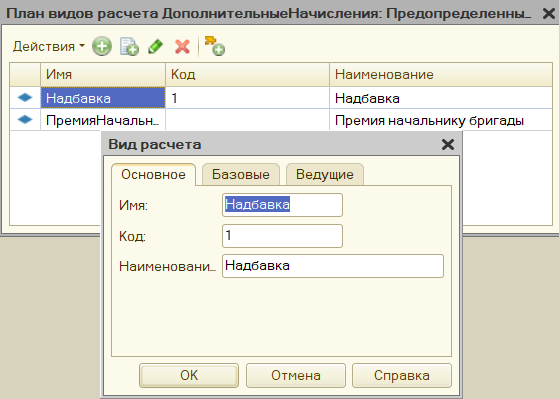 План видов расчета ДополнительныеНачисления: Предопределенны...
Действия
Имя Код Наименование
Надбавка 1 Надбавка
ПремияНачальн... Премия начальнику бригады
Вид расчета
Основное Базовые Ведущие
Имя: Надбавка
Код: 1
Наименовани... Надбавка
ОК Отмена Справка